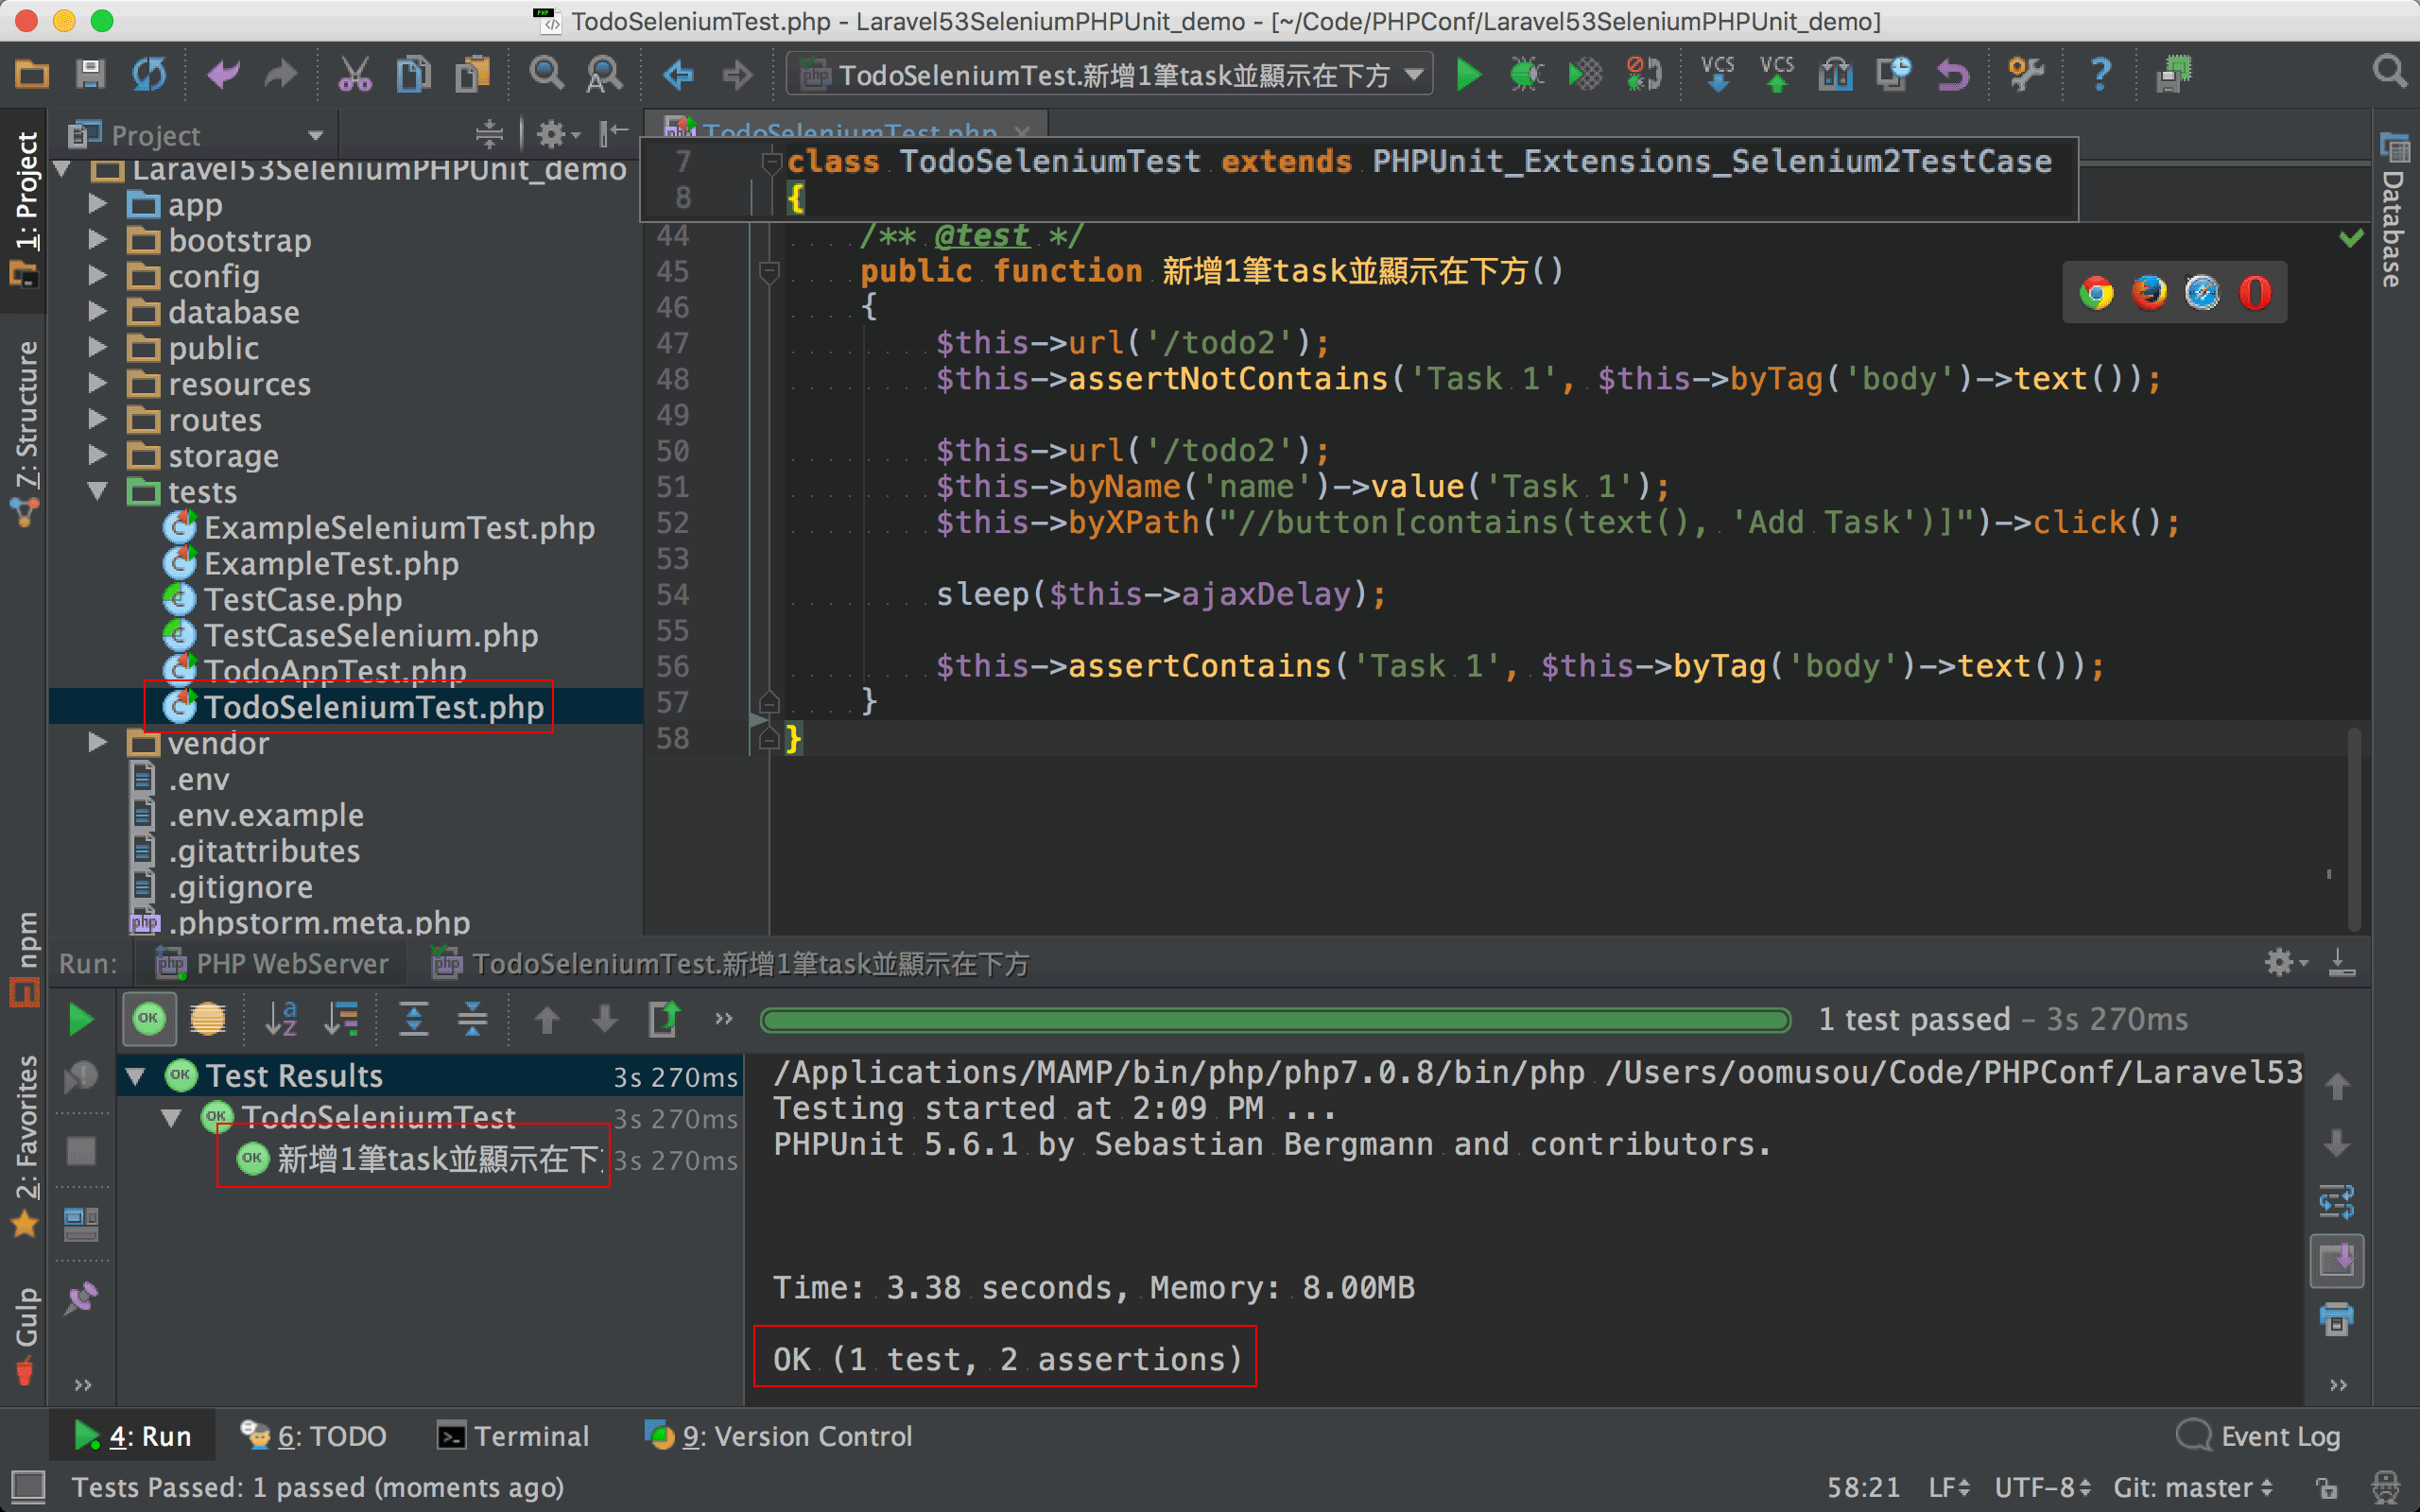 TodoSeleniumTest.php - Laravel53SeleniumPHPUnit_demo - [~/Code/PHPConf/Laravel53SeleniumPHPUnit_demo]
TodoSeleniumTest.新增1筆task並顯示在下方
VCS VCS
1: Project
7: Structure
npm
2: Favorites
Gulp
Project
Laravel53SeleniumPHPUnit_demo
app
bootstrap
config
database
public
resources
routes
storage
tests
ExampleSeleniumTest.php
ExampleTest.php
TestCase.php
TestCaseSelenium.php
TodoAppTest.php
TodoSeleniumTest.php
vendor
.env
.env.example
.gitattributes
.gitignore
.phpstorm.meta.php
TodoSeleniumTest.php
7 class TodoSeleniumTest extends PHPUnit_Extensions_Selenium2TestCase
8 {
44 /** @test */
45 public function 新增1筆task並顯示在下方()
46 {
47 $this->url('/todo2');
48 $this->assertNotContains('Task 1', $this->byTag('body')->text());
49
50 $this->url('/todo2');
51 $this->byName('name')->value('Task 1');
52 $this->byXPath("//button[contains(text(), 'Add Task')]")->click();
53
54 sleep($this->ajaxDelay);
55
56 $this->assertContains('Task 1', $this->byTag('body')->text());
57 }
58 }
Database
Run: PHP WebServer TodoSeleniumTest.新增1筆task並顯示在下方
1 test passed – 3s 270ms
Test Results 3s 270ms
TodoSeleniumTest 3s 270ms
新增1筆task並顯示在下 3s 270ms
/Applications/MAMP/bin/php/php7.0.8/bin/php /Users/oomusou/Code/PHPConf/Laravel53
Testing started at 2:09 PM ...
PHPUnit 5.6.1 by Sebastian Bergmann and contributors.
Time: 3.38 seconds, Memory: 8.00MB
OK (1 test, 2 assertions)
4: Run 6: TODO Terminal 9: Version Control Event Log
Tests Passed: 1 passed (moments ago) 58:21 LF UTF-8 Git: master